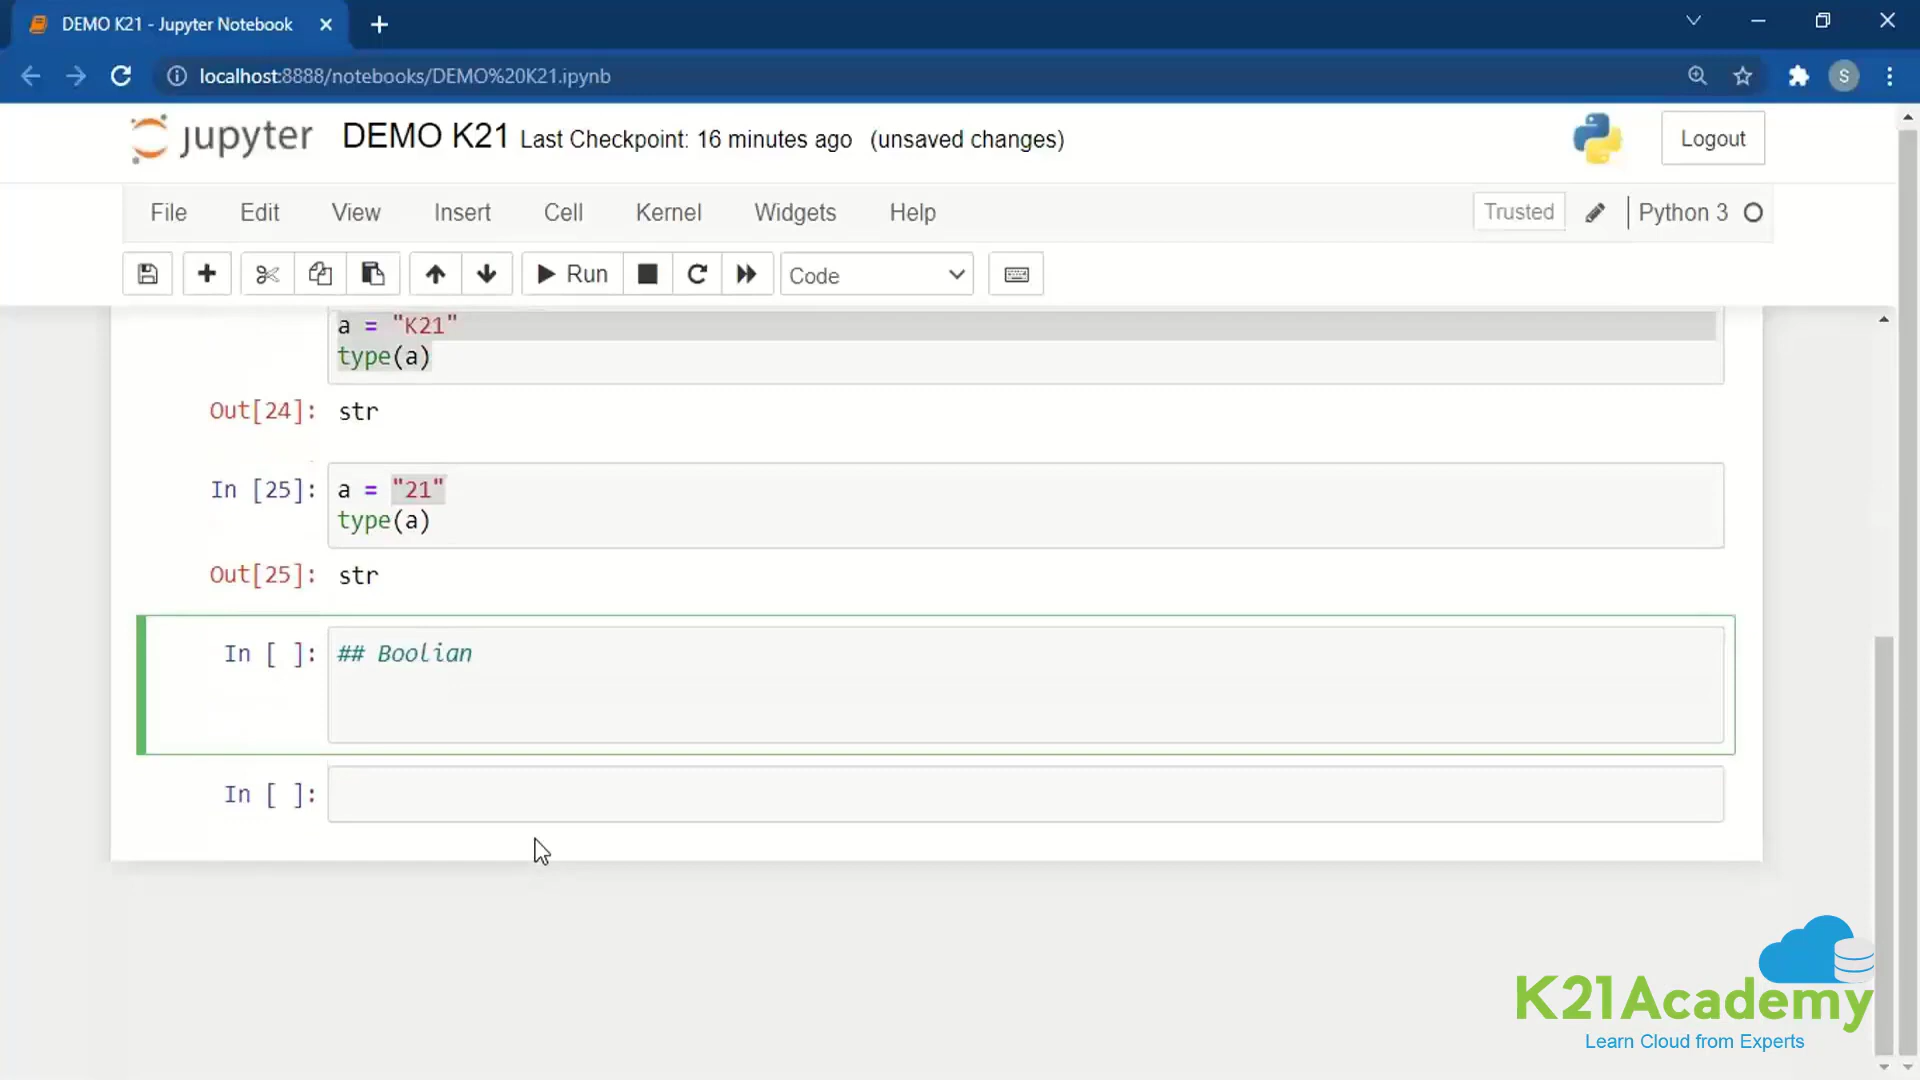 DEMO K21 - Jupyter Notebook
localhost:8888/notebooks/DEMO%20K21.ipynb
S
jupyter DEMO K21 Last Checkpoint: 16 minutes ago (unsaved changes)
Logout
File Edit View Insert Cell Kernel Widgets Help
Trusted Python 3
Run Code
a = "K21"
type(a)
Out[24]: str
In [25]: a = "21"
type(a)
Out[25]: str
In [ ]: ## Boolian
In [ ]:
K21Academy
Learn Cloud from Experts